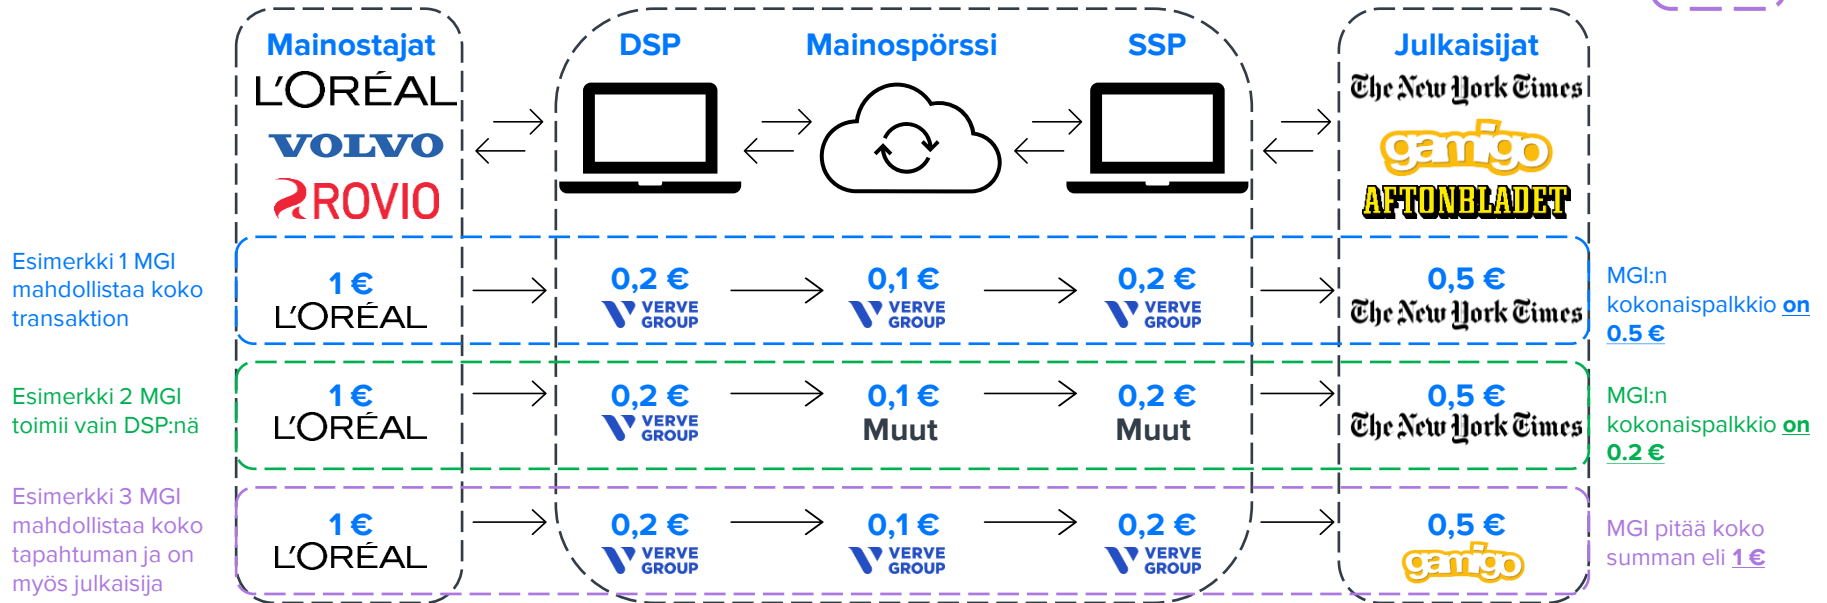 Mainostajat
DSP
Mainospörssi
SSP
Julkaisijat
L'ORÉAL
VOLVO
ROVIO
The New York Times
gamigo
AFTONBLADET
Esimerkki 1 MGI
mahdollistaa koko
transaktion
1 €
L'ORÉAL
0,2 €
VERVE
GROUP
0,1 €
VERVE
GROUP
0,2 €
VERVE
GROUP
0,5 €
The New York Times
MGI:n
kokonaispalkkio on
0.5 €
Esimerkki 2 MGI
toimii vain DSP:nä
1 €
L'ORÉAL
0,2 €
VERVE
GROUP
0,1 €
Muut
0,2 €
Muut
0,5 €
The New York Times
MGI:n
kokonaispalkkio on
0.2 €
Esimerkki 3 MGI
mahdollistaa koko
tapahtuman ja on
myös julkaisija
1 €
L'ORÉAL
0,2 €
VERVE
GROUP
0,1 €
VERVE
GROUP
0,2 €
VERVE
GROUP
0,5 €
gamigo
MGI pitää koko
summan eli 1 €